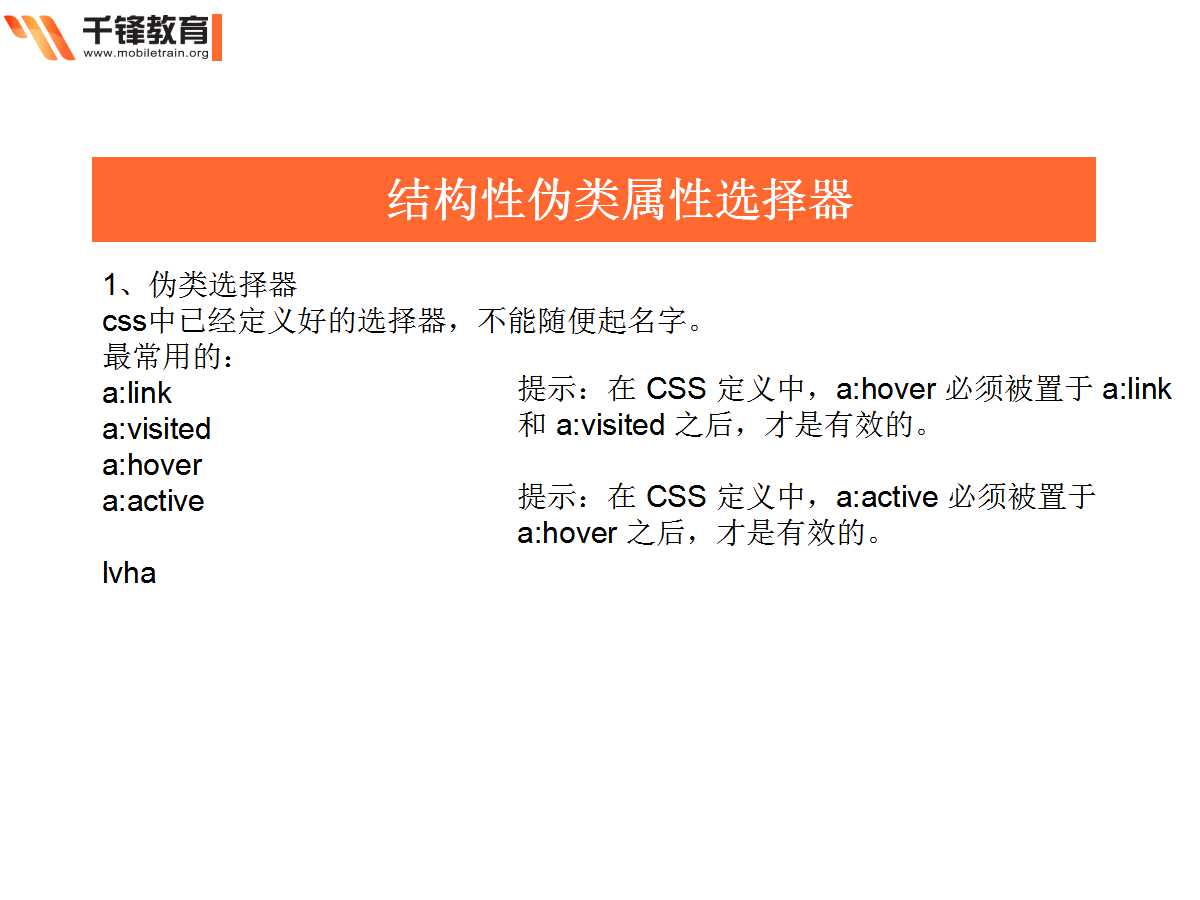 千锋教育
www.mobiletrain.org
结构性伪类属性选择器
1、伪类选择器
css中已经定义好的选择器，不能随便起名字。
最常用的：
a:link
a:visited
a:hover
a:active
lvha
提示：在 CSS 定义中，a:hover 必须被置于 a:link
和 a:visited 之后，才是有效的。
提示：在 CSS 定义中，a:active 必须被置于
a:hover 之后，才是有效的。